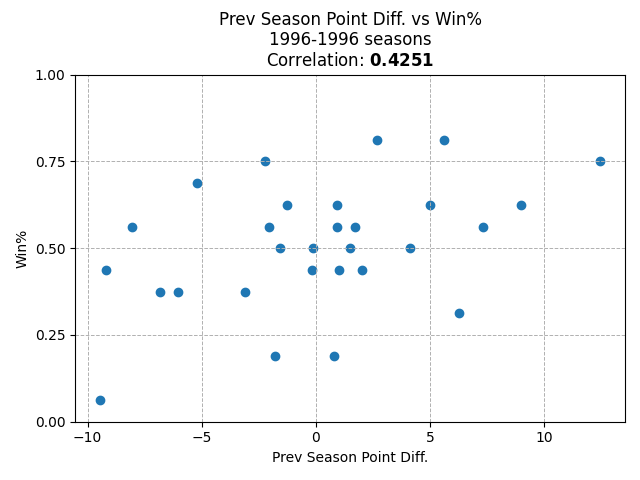 Prev Season Point Diff. vs Win%
1996-1996 seasons
Correlation: 0.4251
1.00
0.75
0.50
0.25
0.00
Win%
−10
−5
0
5
10
Prev Season Point Diff.